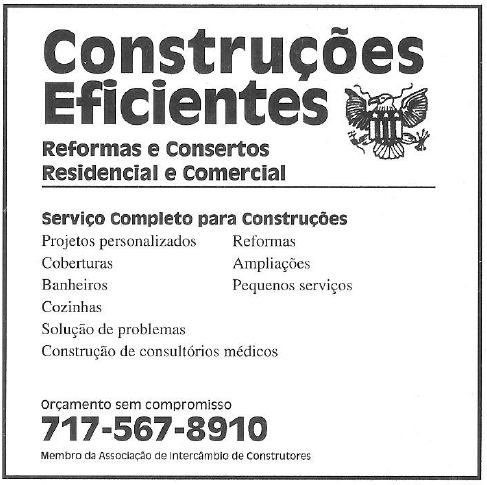 Construções
Eficientes
Reformas e Consertos
Residencial e Comercial
Serviço Completo para Construções
Projetos personalizados
Coberturas
Banheiros
Cozinhas
Solução de problemas
Construção de consultórios médicos
Reformas
Ampliações
Pequenos serviços
Orçamento sem compromisso
717-567-8910
Membro da Associação de Intercâmbio de Construtores